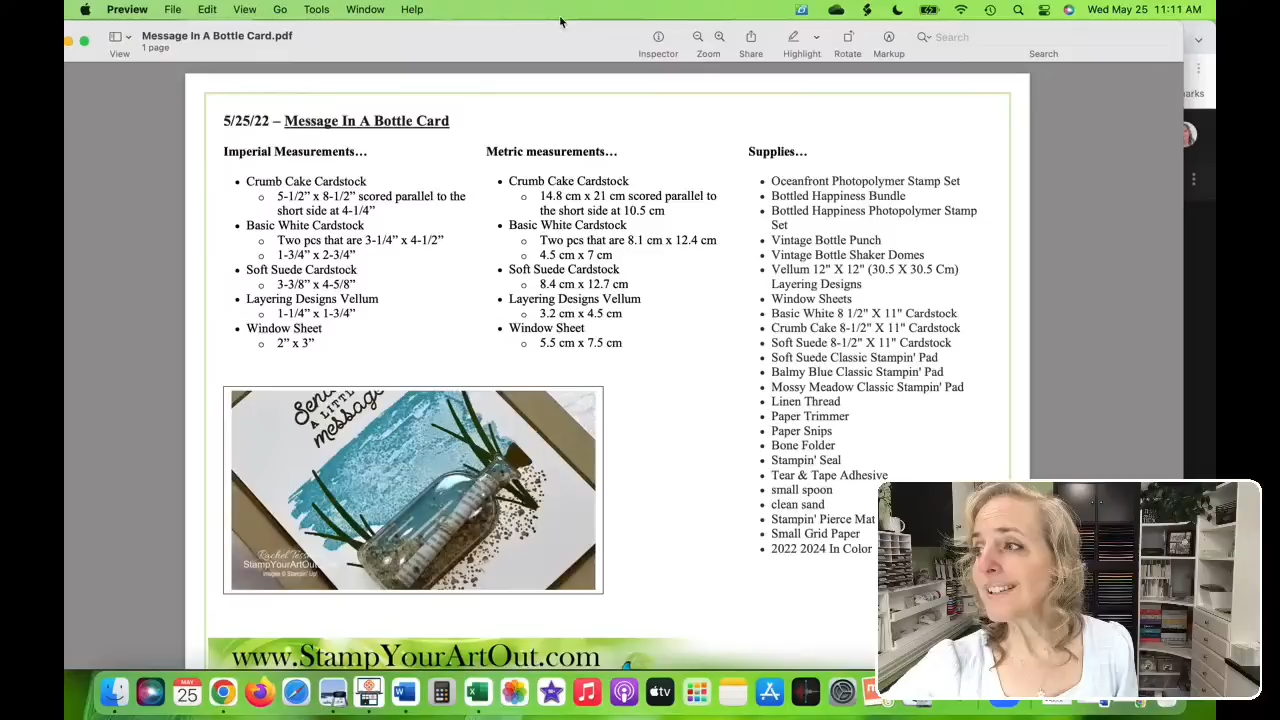 Preview File Edit View Go Tools Window Help
Wed May 25 11:11 AM
Message In A Bottle Card.pdf
1 page
View
Inspector Zoom Share Highlight Rotate Markup Search
Search
5/25/22 – Message In A Bottle Card
Imperial Measurements…
• Crumb Cake Cardstock
o 5-1/2” x 8-1/2” scored parallel to the
short side at 4-1/4”
• Basic White Cardstock
o Two pcs that are 3-1/4” x 4-1/2”
o 1-3/4” x 2-3/4”
• Soft Suede Cardstock
o 3-3/8” x 4-5/8”
• Layering Designs Vellum
o 1-1/4” x 1-3/4”
• Window Sheet
o 2” x 3”
Metric measurements…
• Crumb Cake Cardstock
o 14.8 cm x 21 cm scored parallel to
the short side at 10.5 cm
• Basic White Cardstock
o Two pcs that are 8.1 cm x 12.4 cm
o 4.5 cm x 7 cm
• Soft Suede Cardstock
o 8.4 cm x 12.7 cm
• Layering Designs Vellum
o 3.2 cm x 4.5 cm
• Window Sheet
o 5.5 cm x 7.5 cm
Supplies…
• Oceanfront Photopolymer Stamp Set
• Bottled Happiness Bundle
• Bottled Happiness Photopolymer Stamp
Set
• Vintage Bottle Punch
• Vintage Bottle Shaker Domes
• Vellum 12" X 12" (30.5 X 30.5 Cm)
Layering Designs
• Window Sheets
• Basic White 8 1/2" X 11" Cardstock
• Crumb Cake 8-1/2" X 11" Cardstock
• Soft Suede 8-1/2" X 11" Cardstock
• Soft Suede Classic Stampin' Pad
• Balmy Blue Classic Stampin' Pad
• Mossy Meadow Classic Stampin' Pad
• Linen Thread
• Paper Trimmer
• Paper Snips
• Bone Folder
• Stampin' Seal
• Tear & Tape Adhesive
• small spoon
• clean sand
• Stampin' Pierce Mat
• Small Grid Paper
• 2022 2024 In Color
A LITTLE
message
StampYourArtOut
Images © Stampin' Up!
www.StampYourArtOut.com
MAY
25
tv